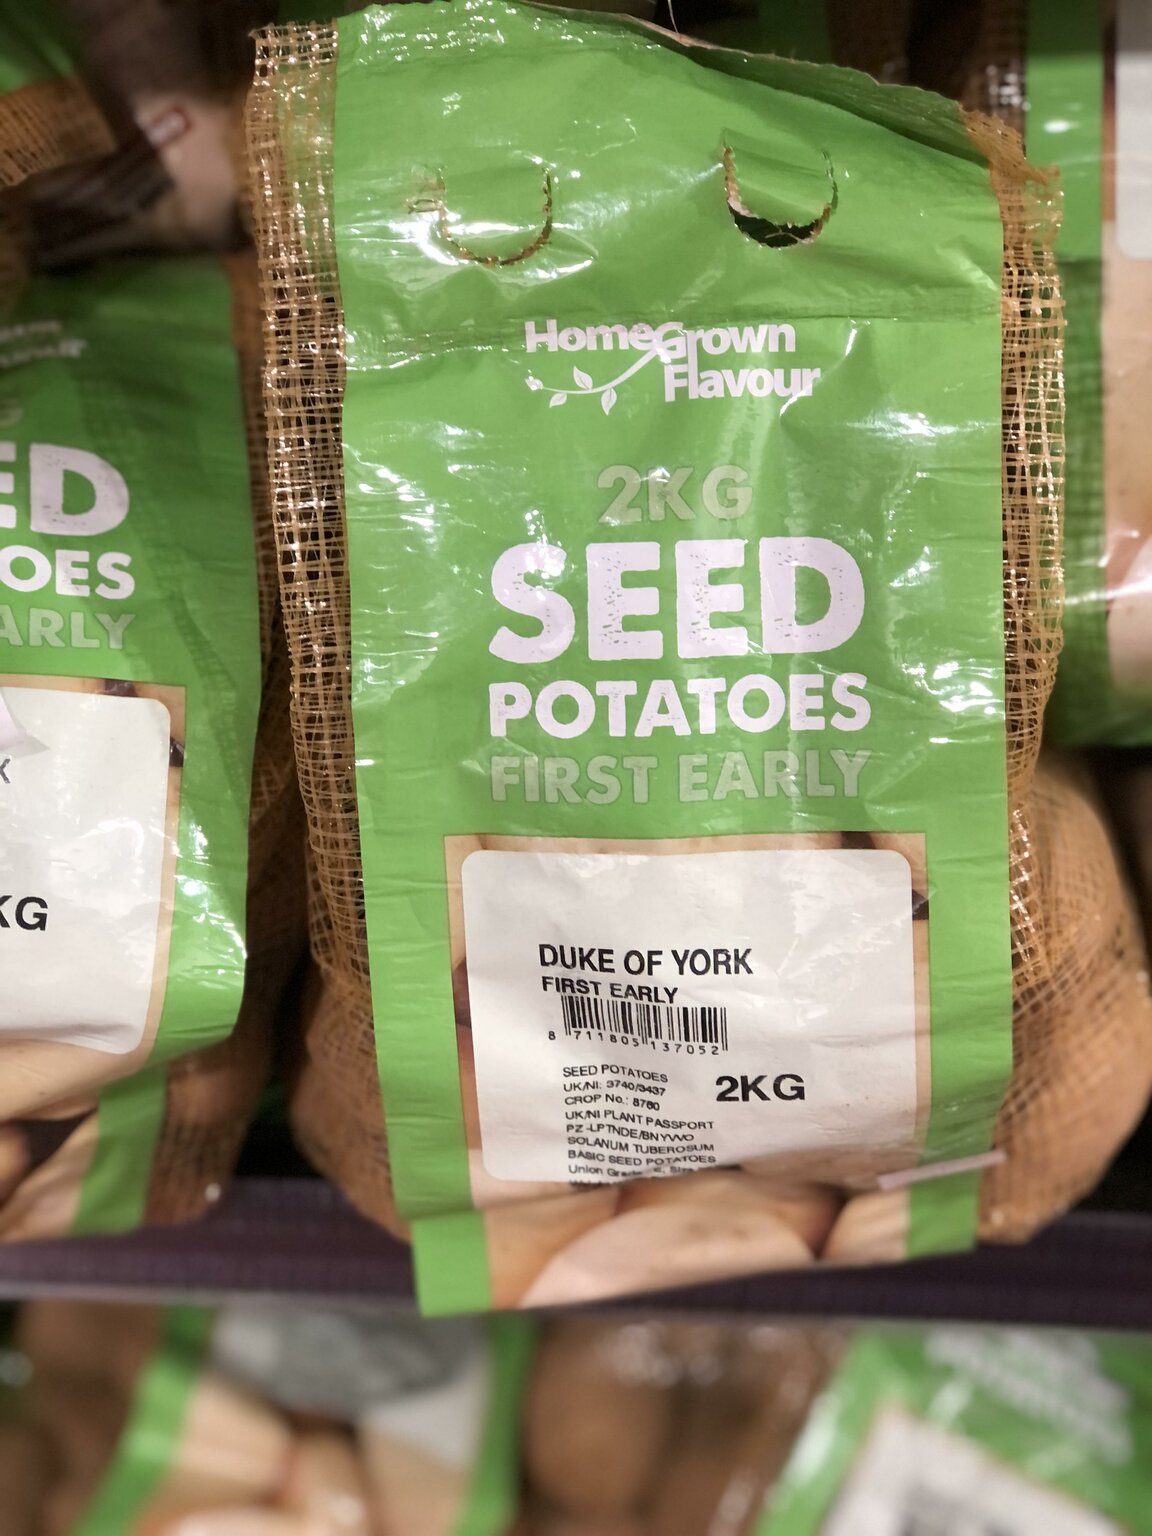 HomeGrown
Flavour
2KG
SEED
POTATOES
FIRST EARLY
DUKE OF YORK
FIRST EARLY
8 711805 137052
SEED POTATOES
UK/NI: 3740/3437
CROP No.: 8760
2KG
UK/NI PLANT PASSPORT
PZ -LPTNDE/BNYVVO
SOLANUM TUBEROSUM
BASIC SEED POTATOES
Union
ED
OES
ARLY
KG